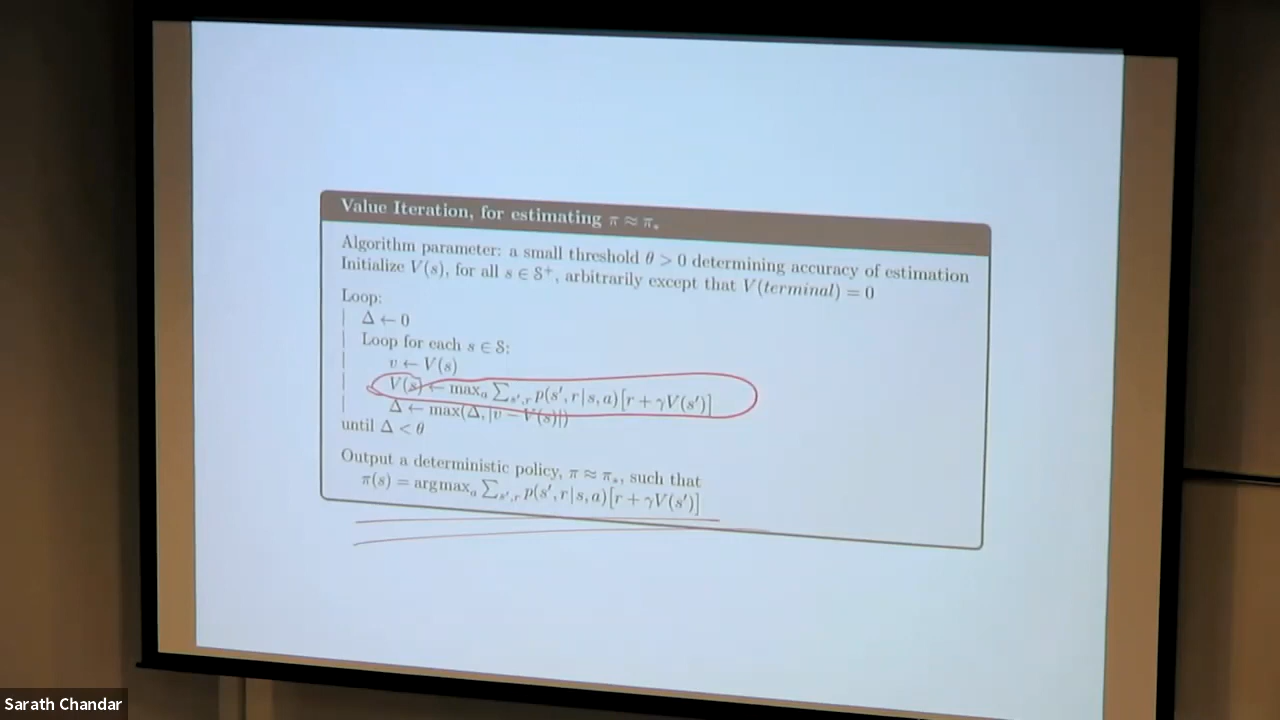 Value Iteration, for estimating π ≈ π*
Algorithm parameter: a small threshold θ > 0 determining accuracy of estimation
Initialize V(s), for all s ∈ S⁺, arbitrarily except that V(terminal) = 0
Loop:
Δ ← 0
Loop for each s ∈ S:
v ← V(s)
V(s) ← maxₐ ∑ₛ',ᵣ p(s', r | s, a)[r + γV(s')]
Δ ← max(Δ, |v − V(s)|)
until Δ < θ
Output a deterministic policy, π ≈ π*, such that
π(s) = argmaxₐ ∑ₛ',ᵣ p(s', r | s, a)[r + γV(s')]
Sarath Chandar